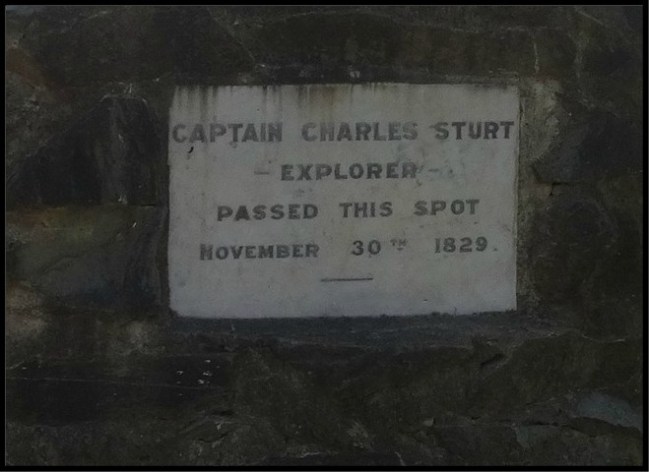 CAPTAIN CHARLES STURT
- EXPLORER -
PASSED THIS SPOT
NOVEMBER 30TH 1829.